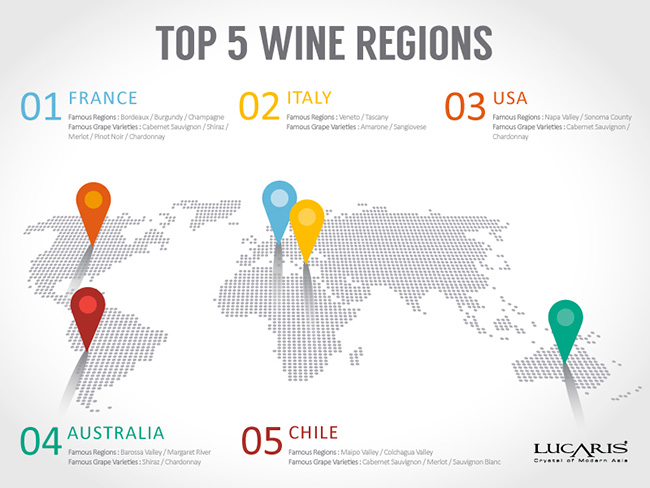 TOP 5 WINE REGIONS
01 FRANCE
Famous Regions : Bordeaux / Burgundy / Champagne
Famous Grape Varieties : Cabernet Sauvignon / Shiraz /
Merlot / Pinot Noir / Chardonnay
02 ITALY
Famous Regions : Veneto / Tascany
Famous Grape Varieties : Amarone / Sangiovese
03 USA
Famous Regions : Napa Valley / Sonoma County
Famous Grape Varieties : Cabernet Sauvignon /
Chardonnay
04 AUSTRALIA
Famous Regions : Barossa Valley / Margaret River
Famous Grape Varieties : Shiraz / Chardonnay
05 CHILE
Famous Regions : Maipo Valley / Colchagua Valley
Famous Grape Varieties : Cabernet Sauvignon / Merlot / Sauvignon Blanc
LUCARIS
Crystal of Modern Asia